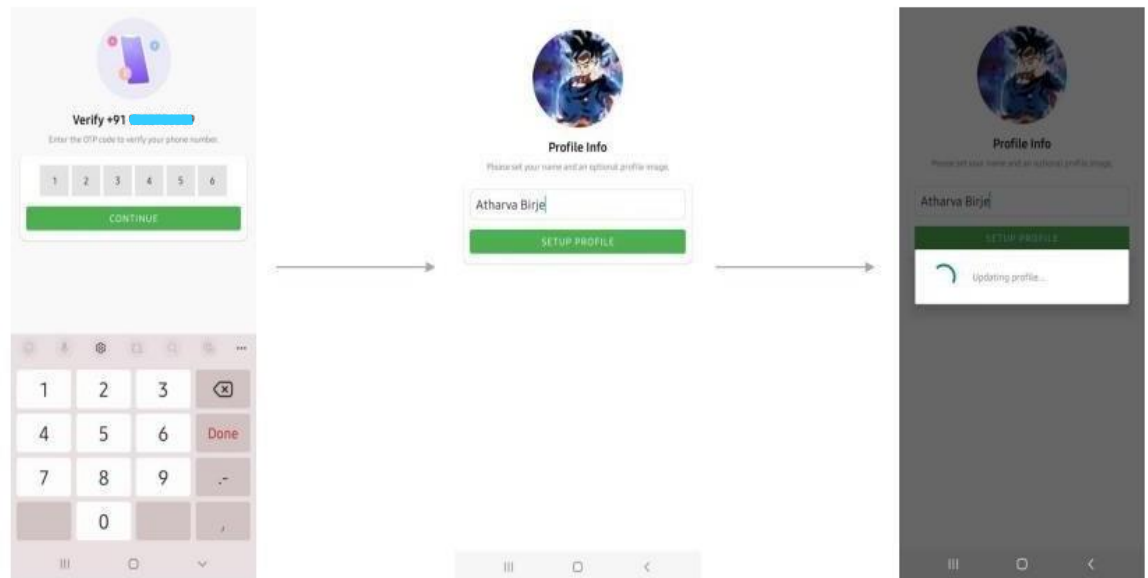 Verify +91
Enter the OTP code to verify your phone number.
1 2 3 4 5 6
CONTINUE
1 2 3
4 5 6 Done
7 8 9 .-
0 ,
Profile Info
Please set your name and an optional profile image.
Atharva Birje
SETUP PROFILE
Profile Info
Please set your name and an optional profile image.
Atharva Birje
SETUP PROFILE
Updating profile...